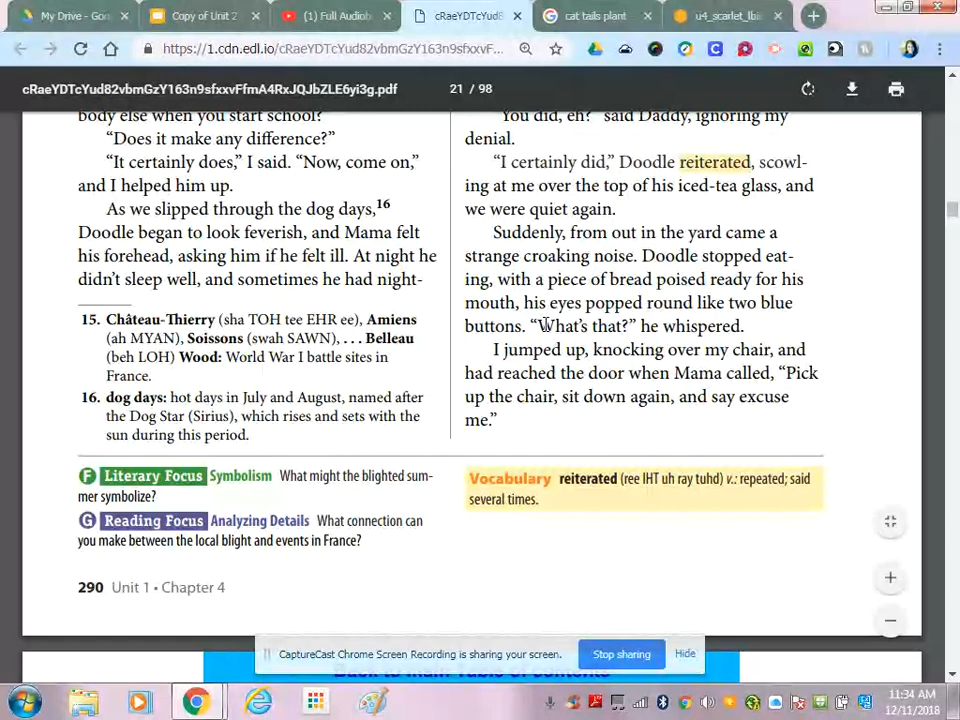 My Drive - Goo
Copy of Unit 2
(1) Full Audiob
cRaeYDTcYud8
cat tails plant
u4_scarlet_Iba
https://1.cdn.edl.io/cRaeYDTcYud82vbmGzY163n9sfxxvF...
cRaeYDTcYud82vbmGzY163n9sfxxvFfmA4RxJQJbZLE6yi3g.pdf
21 / 98
body else when you start school?”
“Does it make any difference?”
“It certainly does,” I said. “Now, come on,”
and I helped him up.
As we slipped through the dog days,16
Doodle began to look feverish, and Mama felt
his forehead, asking him if he felt ill. At night he
didn’t sleep well, and sometimes he had night-
15. Château-Thierry (sha TOH tee EHR ee), Amiens
(ah MYAN), Soissons (swah SAWN), . . . Belleau
(beh LOH) Wood: World War I battle sites in
France.
16. dog days: hot days in July and August, named after
the Dog Star (Sirius), which rises and sets with the
sun during this period.
“You did, eh?” said Daddy, ignoring my
denial.
“I certainly did,” Doodle reiterated, scowl-
ing at me over the top of his iced-tea glass, and
we were quiet again.
Suddenly, from out in the yard came a
strange croaking noise. Doodle stopped eat-
ing, with a piece of bread poised ready for his
mouth, his eyes popped round like two blue
buttons. “What’s that?” he whispered.
I jumped up, knocking over my chair, and
had reached the door when Mama called, “Pick
up the chair, sit down again, and say excuse
me.”
F Literary Focus Symbolism What might the blighted sum-
mer symbolize?
G Reading Focus Analyzing Details What connection can
you make between the local blight and events in France?
Vocabulary reiterated (ree IHT uh ray tuhd) v.: repeated; said
several times.
290 Unit 1 • Chapter 4
CaptureCast Chrome Screen Recording is sharing your screen.
Stop sharing
Hide
Back to main Table of contents
11:34 AM
12/11/2018